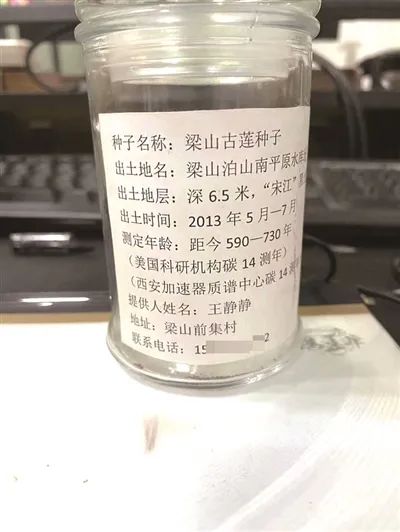 种子名称：梁山古莲种子
出土地名：梁山泊山南平原水库
出土地层：深 6.5 米，“宋江”
出土时间：2013 年 5 月—7 月
测定年龄：距今 590—730 年
（美国科研机构碳 14 测年）
（西安加速器质谱中心碳 14 测
提供人姓名：王静静
地址：梁山前集村
联系电话：15 2